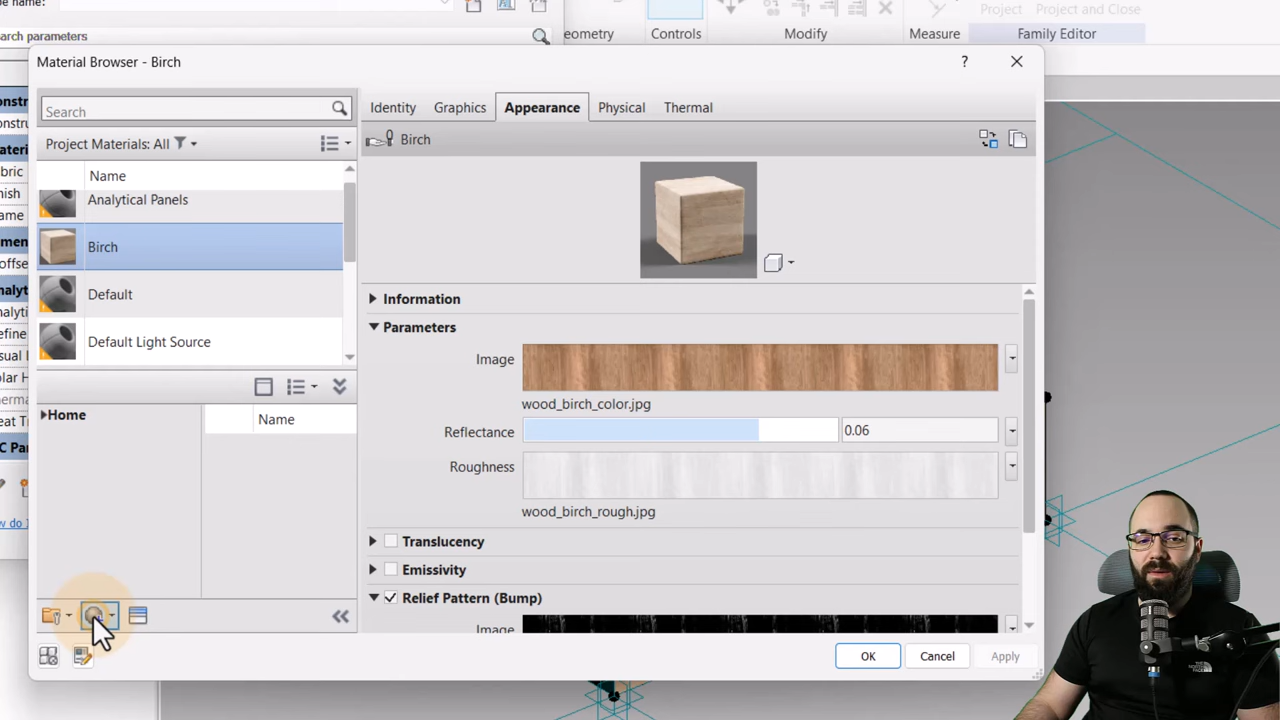 pe name:
arch parameters
eometry
Controls
Modify
Measure
Project
Project and Close
Family Editor
Material Browser - Birch
?
Search
Project Materials: All
Name
Analytical Panels
Birch
Default
Default Light Source
Home
Name
Identity
Graphics
Appearance
Physical
Thermal
Birch
Information
Parameters
Image
wood_birch_color.jpg
Reflectance
0.06
Roughness
wood_birch_rough.jpg
Translucency
Emissivity
Relief Pattern (Bump)
Image
OK
Cancel
Apply